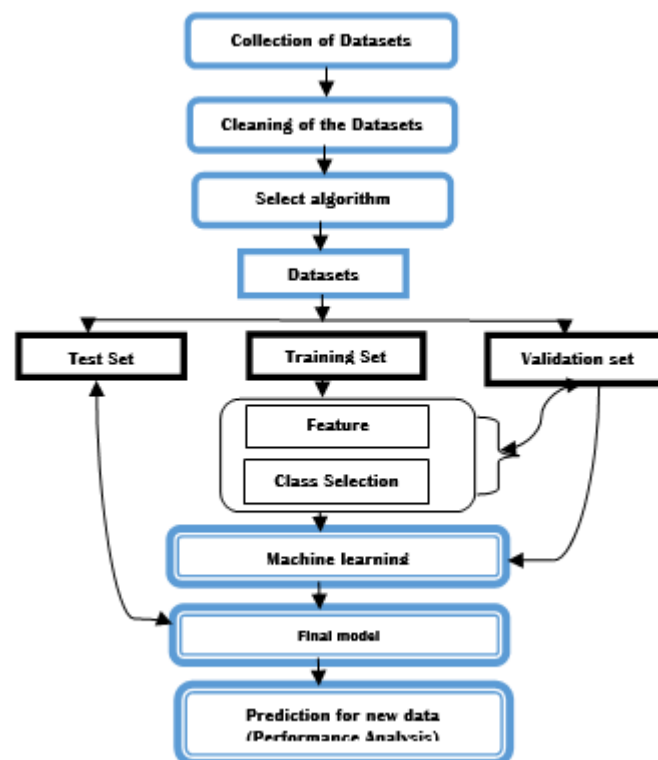 Collection of Datasets
Cleaning of the Datasets
Select algorithm
Datasets
Test Set
Training Set
Validation set
Feature
Class Selection
Machine learning
Final model
Prediction for new data
(Performance Analysis)